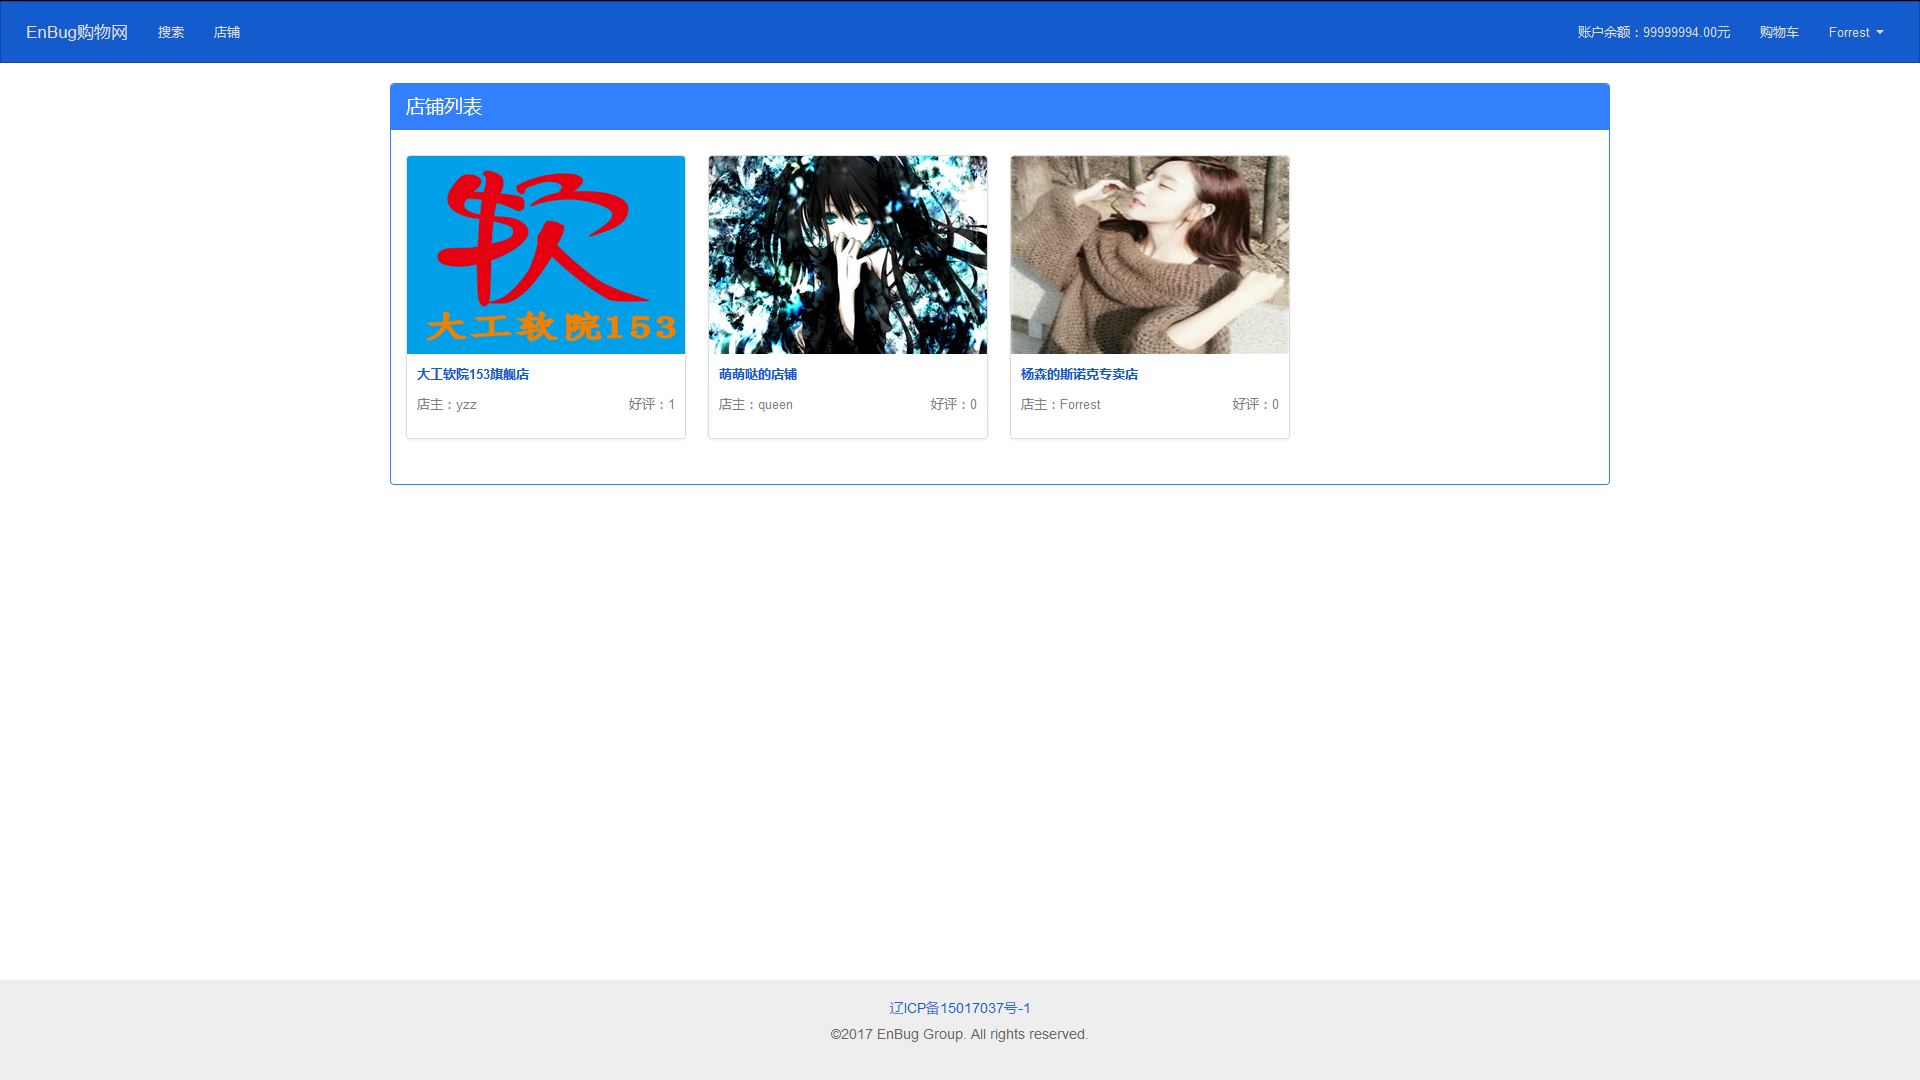 EnBug购物网 搜索 店铺 账户余额：99999994.00元 购物车 Forrest
店铺列表
软
大工软院153
大工软院153旗舰店
店主：yzz 好评：1
萌萌哒的店铺
店主：queen 好评：0
杨森的斯诺克专卖店
店主：Forrest 好评：0
辽ICP备15017037号-1
©2017 EnBug Group. All rights reserved.